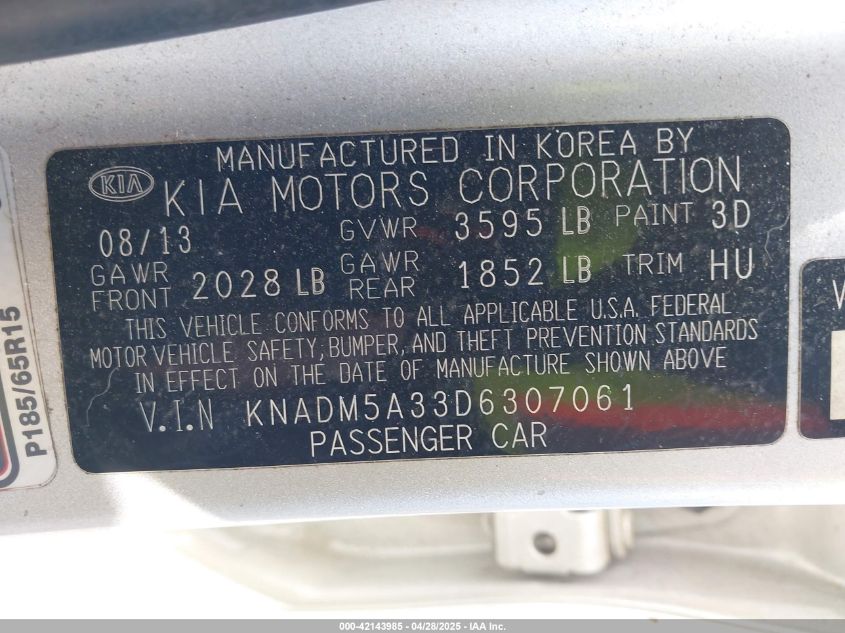 MANUFACTURED IN KOREA BY
KIA KIA MOTORS CORPORATION
08/13 GVWR 3595 LB PAINT 3D
GAWR FRONT 2028 LB GAWR REAR 1852 LB TRIM HU
THIS VEHICLE CONFORMS TO ALL APPLICABLE U.S.A. FEDERAL
MOTOR VEHICLE SAFETY, BUMPER, AND THEFT PREVENTION STANDARDS
IN EFFECT ON THE DATE OF MANUFACTURE SHOWN ABOVE
V.I.N KNADM5A33D6307061
PASSENGER CAR
P185/65R15
V
000-42143985 | 04/28/2025 | IAA Inc.